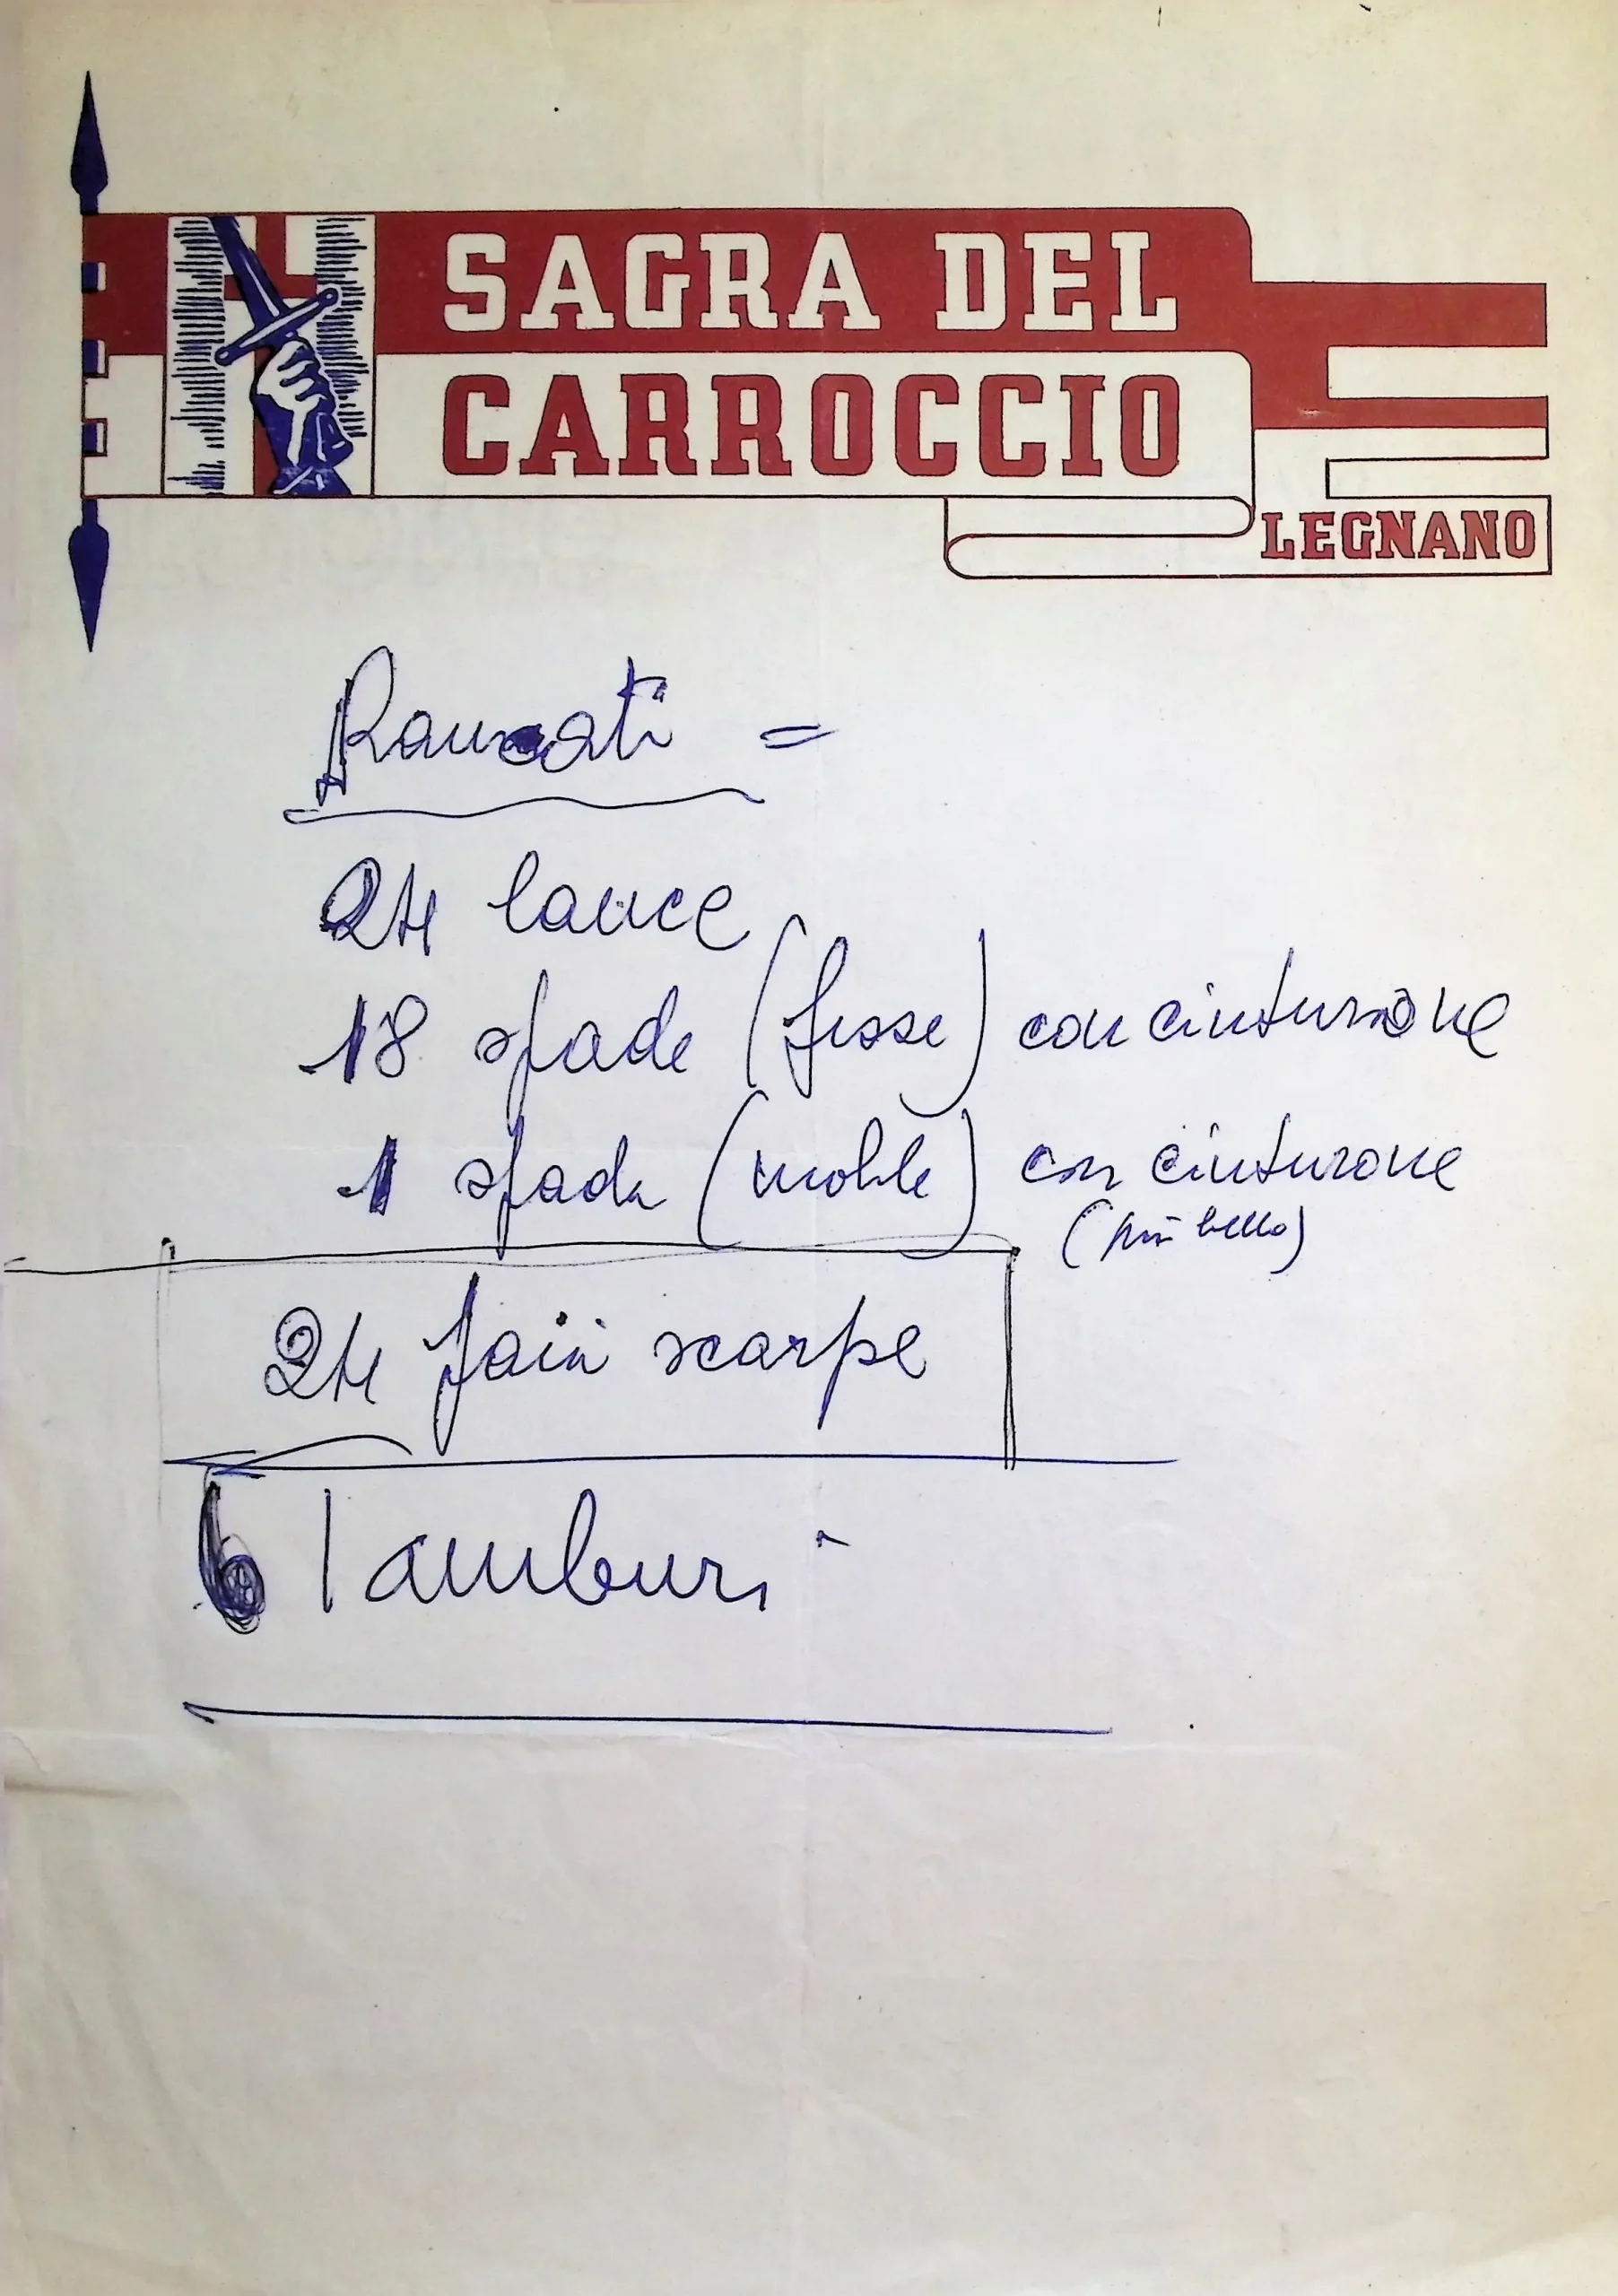 SAGRA DEL
CARROCCIO
LEGNANO
=
24 lance
18 spade (fisse) con cinturone
1 spada (mobile) con cinturone
(più bello)
24 paia scarpe
6 Tamburi